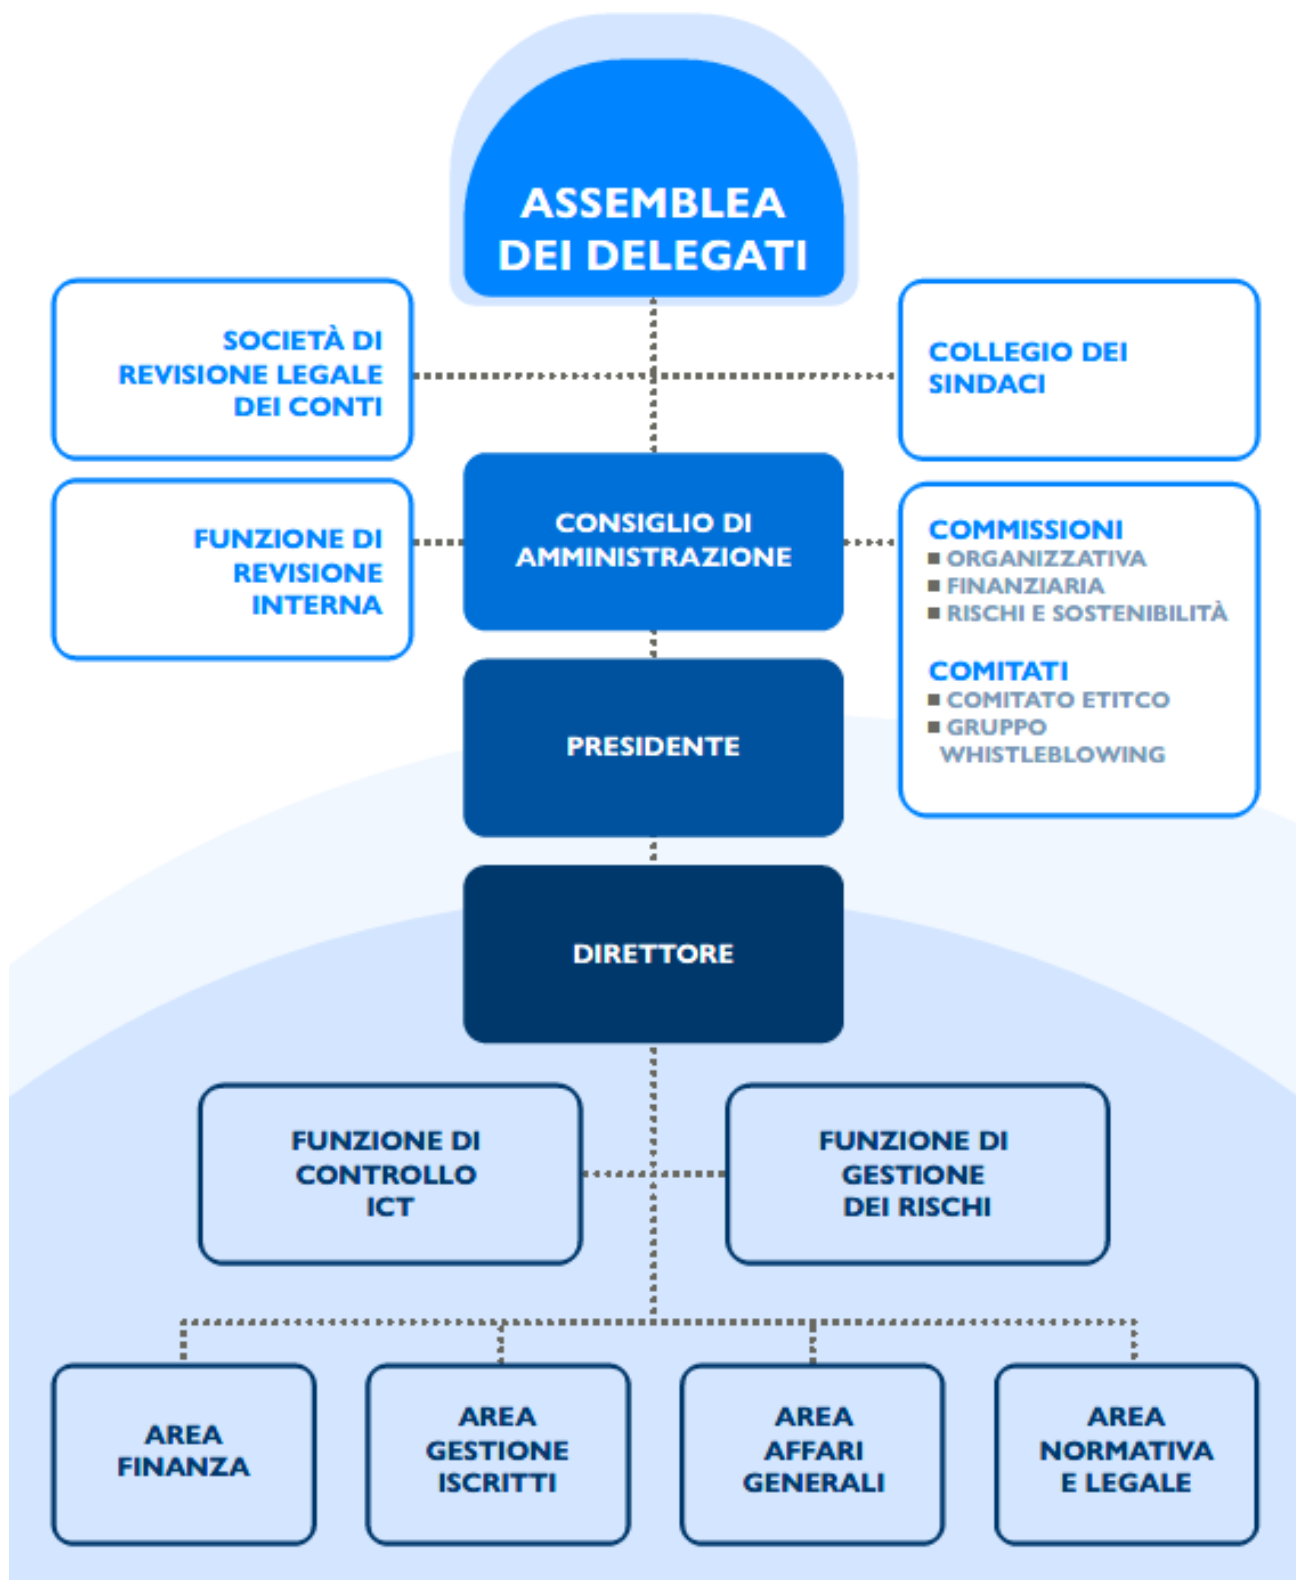 ASSEMBLEA
DEI DELEGATI
SOCIETÀ DI
REVISIONE LEGALE
DEI CONTI
COLLEGIO DEI
SINDACI
CONSIGLIO DI
AMMINISTRAZIONE
FUNZIONE DI
REVISIONE
INTERNA
COMMISSIONI
■ ORGANIZZATIVA
■ FINANZIARIA
■ RISCHI E SOSTENIBILITÀ
COMITATI
■ COMITATO ETITCO
■ GRUPPO
WHISTLEBLOWING
PRESIDENTE
DIRETTORE
FUNZIONE DI
CONTROLLO
ICT
FUNZIONE DI
GESTIONE
DEI RISCHI
AREA
FINANZA
AREA
GESTIONE
ISCRITTI
AREA
AFFARI
GENERALI
AREA
NORMATIVA
E LEGALE